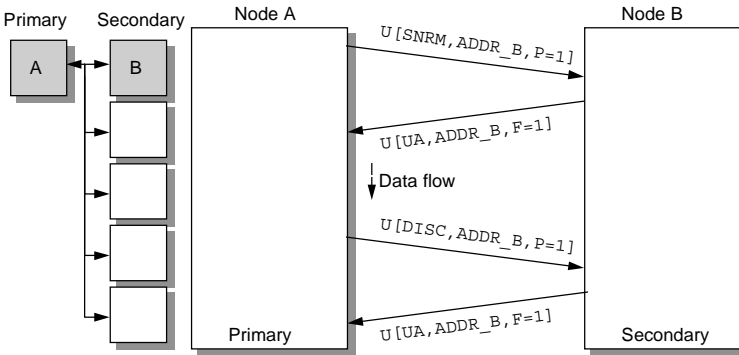 Primary
Secondary
Node A
Node B
A
B
U[SNRM,ADDR_B,P=1]
U[UA,ADDR_B,F=1]
Data flow
U[DISC,ADDR_B,P=1]
U[UA,ADDR_B,F=1]
Primary
Secondary